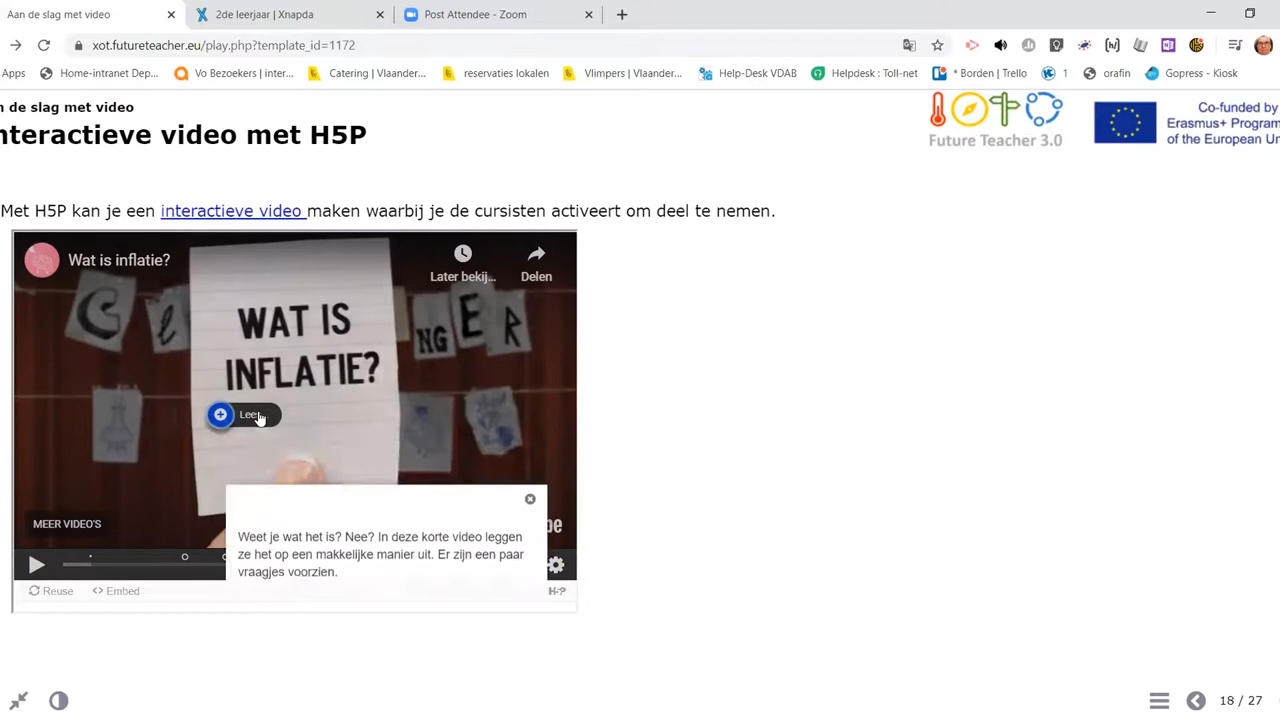 Aan de slag met video
2de leerjaar | Xnapda
Post Attendee - Zoom
xot.futureteacher.eu/play.php?template_id=1172
Apps
Home-intranet Dep...
Vo Bezoekers | inter...
Catering | Vlaander...
reservaties lokalen
Vlimpers | Vlaander...
Help-Desk VDAB
Helpdesk : Toll-net
* Borden | Trello
1
orafin
Gopress - Kiosk
n de slag met video
nteractieve video met H5P
Future Teacher 3.0
Co-funded by
Erasmus+ Program
of the European Un
Met H5P kan je een interactieve video maken waarbij je de cursisten activeert om deel te nemen.
Wat is inflatie?
Later bekij...
Delen
WAT IS
INFLATIE?
NG
E
R
Lee
MEER VIDEO'S
Weet je wat het is? Nee? In deze korte video leggen
ze het op een makkelijke manier uit. Er zijn een paar
vraagjes voorzien.
Reuse
Embed
H-P
18 / 27